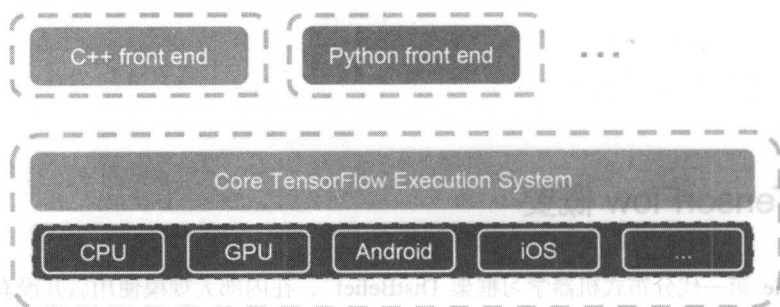 C++ front end
Python front end
...
Core TensorFlow Execution System
CPU
GPU
Android
iOS
...